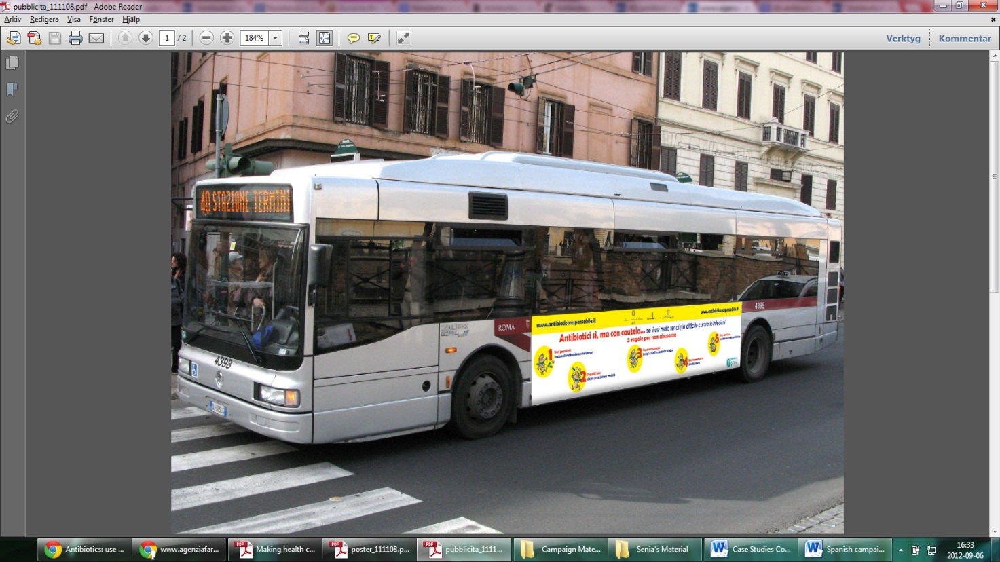 pubblicita_111108.pdf - Adobe Reader
Arkiv Redigera Visa Fönster Hjälp
1 / 2 184% Verktyg Kommentar
40 STAZIONE TERMINI
4398
ROMA
4398
www.antibioticoresponsabile.it
www.antibioticoresponsabile.it
Antibiotici sì, ma con cautela... se li usi male rendi più difficile curare le infezioni
5 regole per non abusarne
1
2
3
4
5
Antibiotics: use ... www.agenziafar... Making health c... poster_111108.p... pubblicita_1111... Campaign Mate... Senia's Material Case Studies Co... Spanish campai...
16:33
2012-09-06